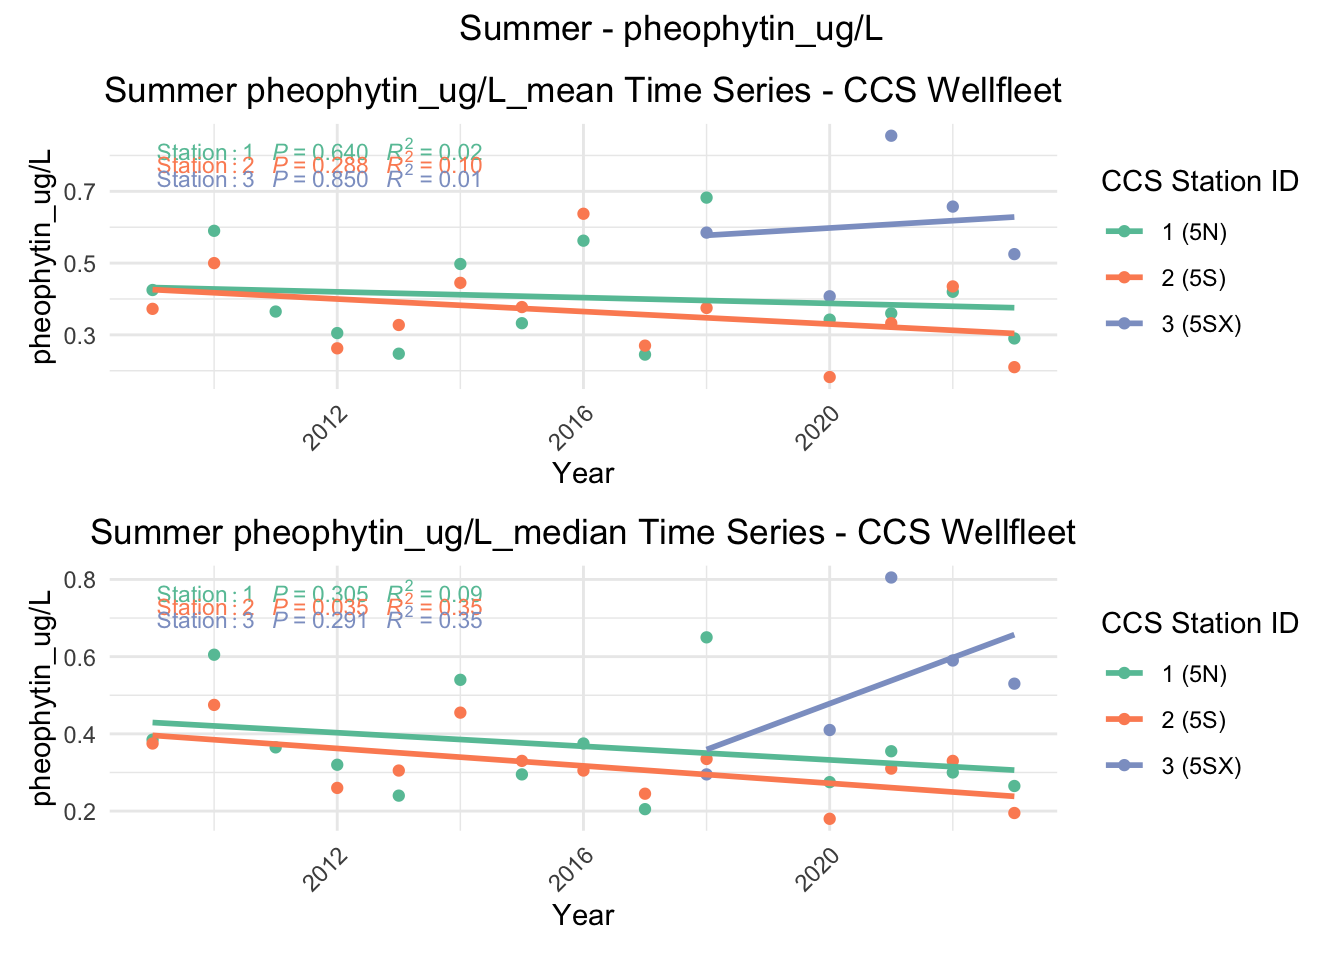 Summer - pheophytin_ug/L
Summer pheophytin_ug/L_mean Time Series - CCS Wellfleet
pheophytin_ug/L
0.7
0.5
0.3
Station : 1 P = 0.640 R² = 0.02
Station : 2 P = 0.288 R² = 0.10
Station : 3 P = 0.850 R² = 0.01
2012
2016
2020
Year
CCS Station ID
1 (5N)
2 (5S)
3 (5SX)
Summer pheophytin_ug/L_median Time Series - CCS Wellfleet
pheophytin_ug/L
0.8
0.6
0.4
0.2
Station : 1 P = 0.305 R² = 0.09
Station : 2 P = 0.035 R² = 0.35
Station : 3 P = 0.291 R² = 0.35
2012
2016
2020
Year
CCS Station ID
1 (5N)
2 (5S)
3 (5SX)